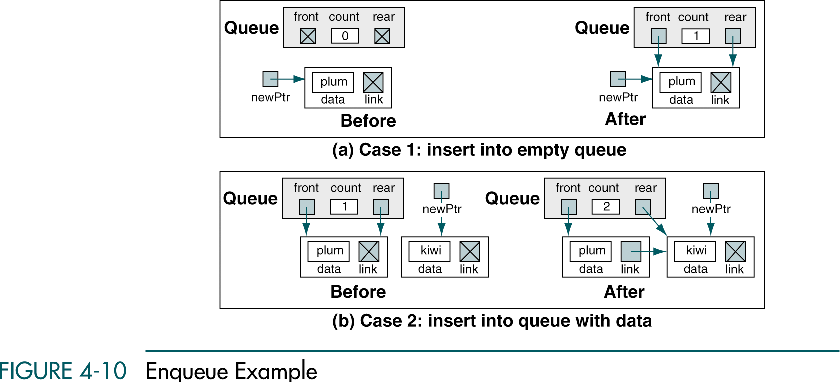 front count rear front count rear
Queue 0 Queue 1
plum plum
newPtr data link newPtr data link
Before After
(a) Case 1: insert into empty queue
front count rear front count rear
Queue 1 newPtr Queue 2 newPtr
plum kiwi plum kiwi
data link data link data link data link
Before After
(b) Case 2: insert into queue with data
FIGURE 4-10 Enqueue Example